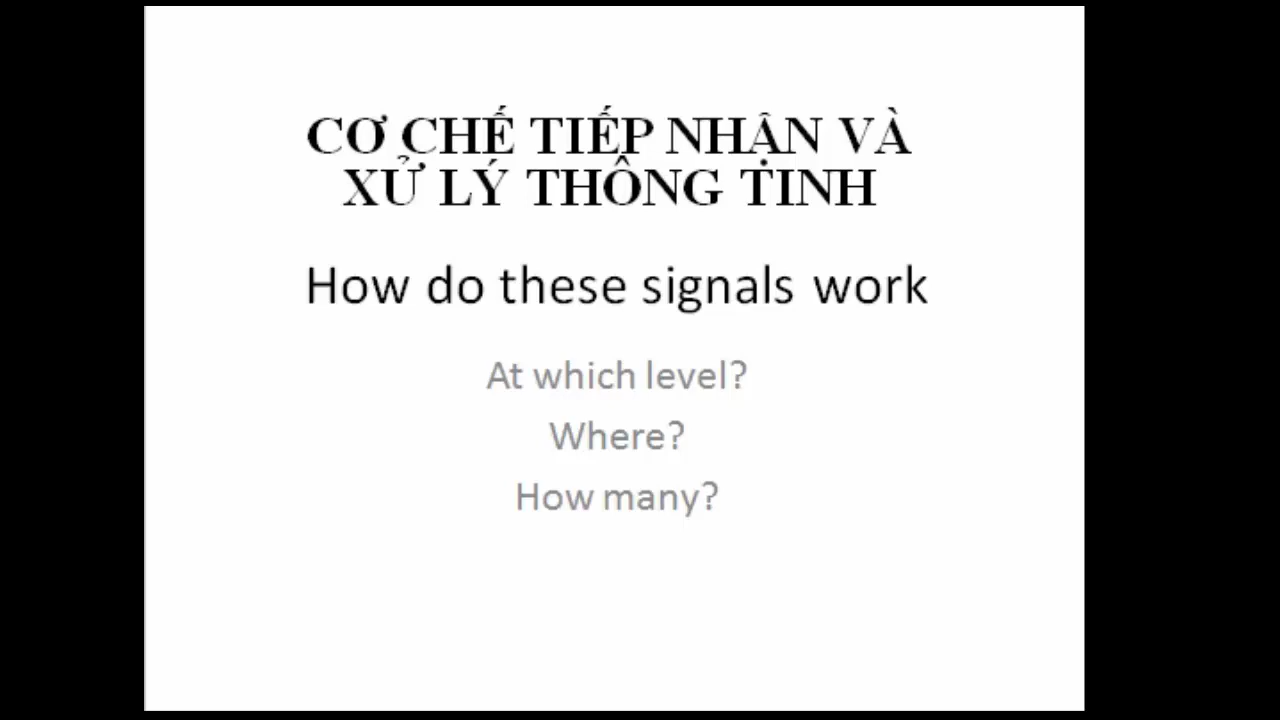 CƠ CHẾ TIẾP NHẬN VÀ
XỬ LÝ THÔNG TINH
How do these signals work
At which level?
Where?
How many?